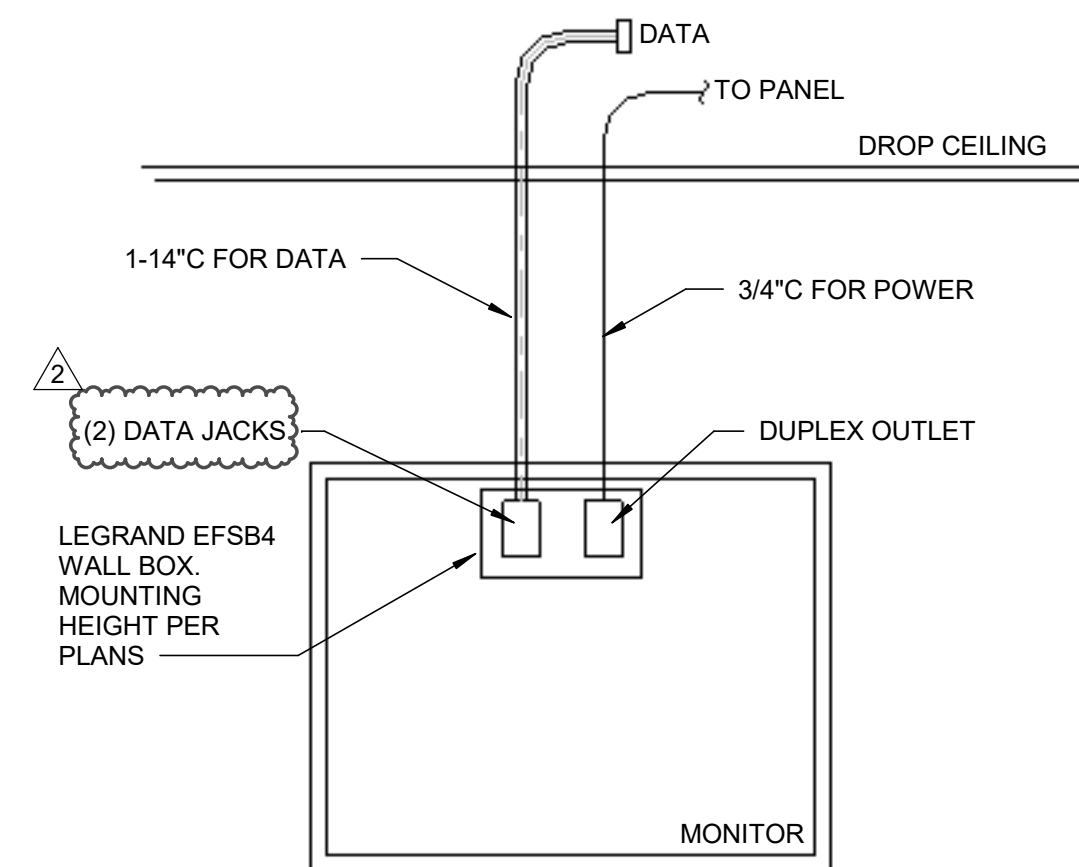 DATA
TO PANEL
DROP CEILING
1-14"C FOR DATA
3/4"C FOR POWER
2
(2) DATA JACKS
DUPLEX OUTLET
LEGRAND EFSB4
WALL BOX.
MOUNTING
HEIGHT PER
PLANS
MONITOR